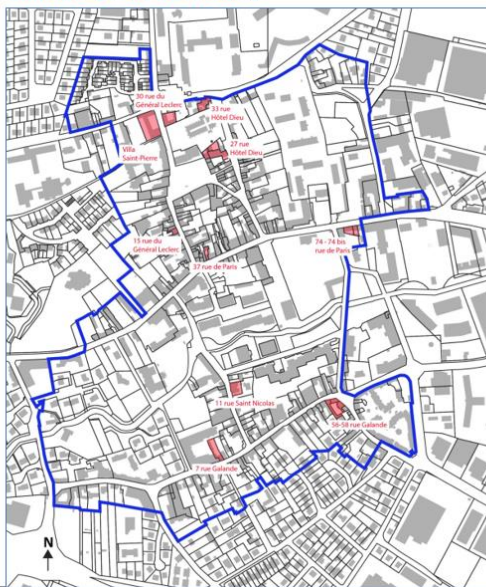 30 rue du
Général Leclerc
33 rue
Hôtel Dieu
Villa
Saint-Pierre
27 rue
Hôtel Dieu
15 rue du
Général Leclerc
74 - 74 bis
rue de Paris
37 rue de Paris
11 rue Saint Nicolas
56-58 rue Galande
7 rue Galande
N